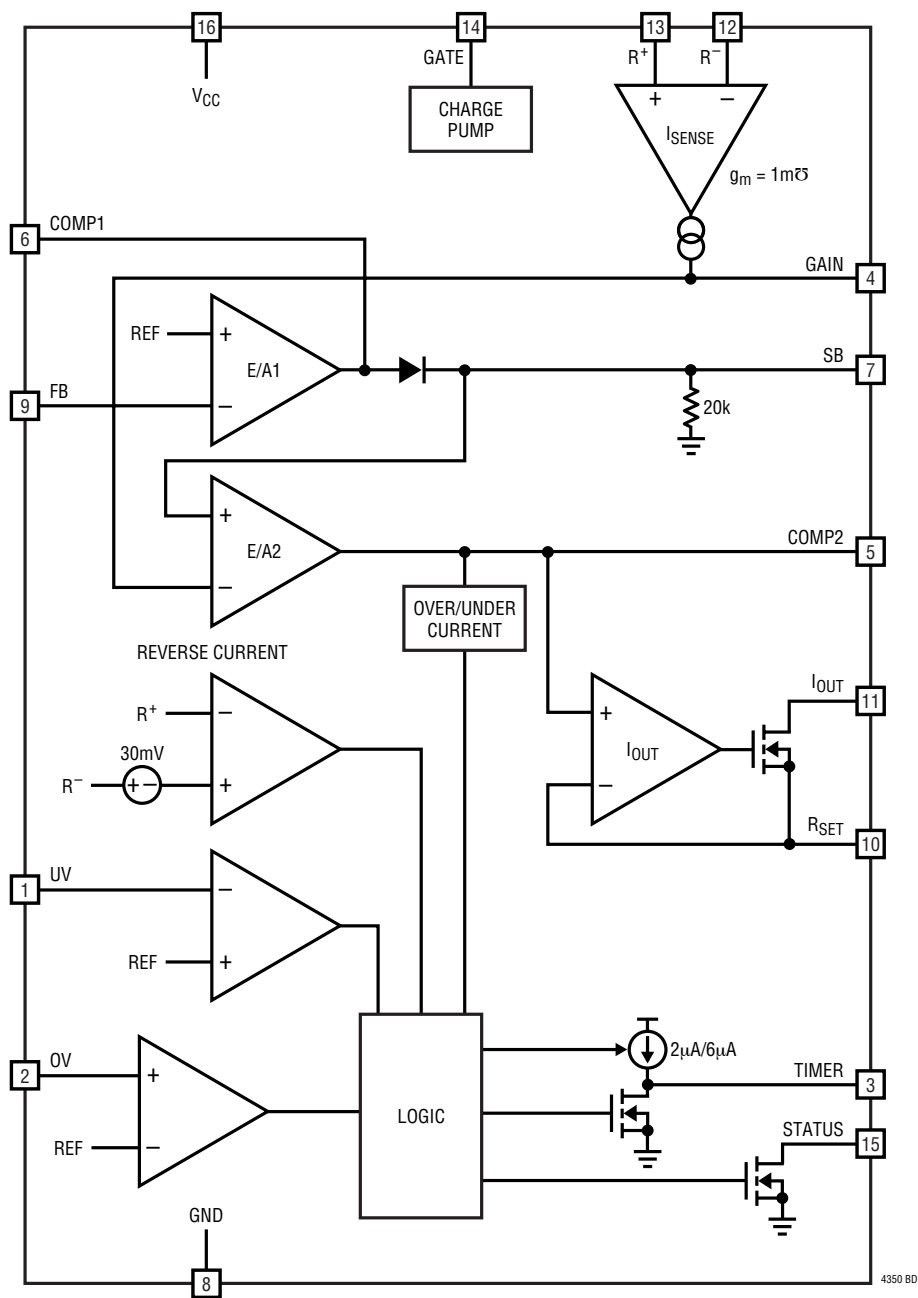 16
14
13
12
GATE
R+
R−
VCC
CHARGE
PUMP
+
−
ISENSE
gm = 1m℧
6
COMP1
GAIN
4
REF
+
E/A1
SB
7
9
FB
−
20k
+
E/A2
COMP2
5
−
OVER/UNDER
CURRENT
REVERSE CURRENT
R+
−
IOUT
11
+
30mV
IOUT
R−
+−
+
−
RSET
10
1
UV
−
REF
+
2µA/6µA
2
OV
+
TIMER
3
LOGIC
REF
−
STATUS
15
GND
8
4350 BD